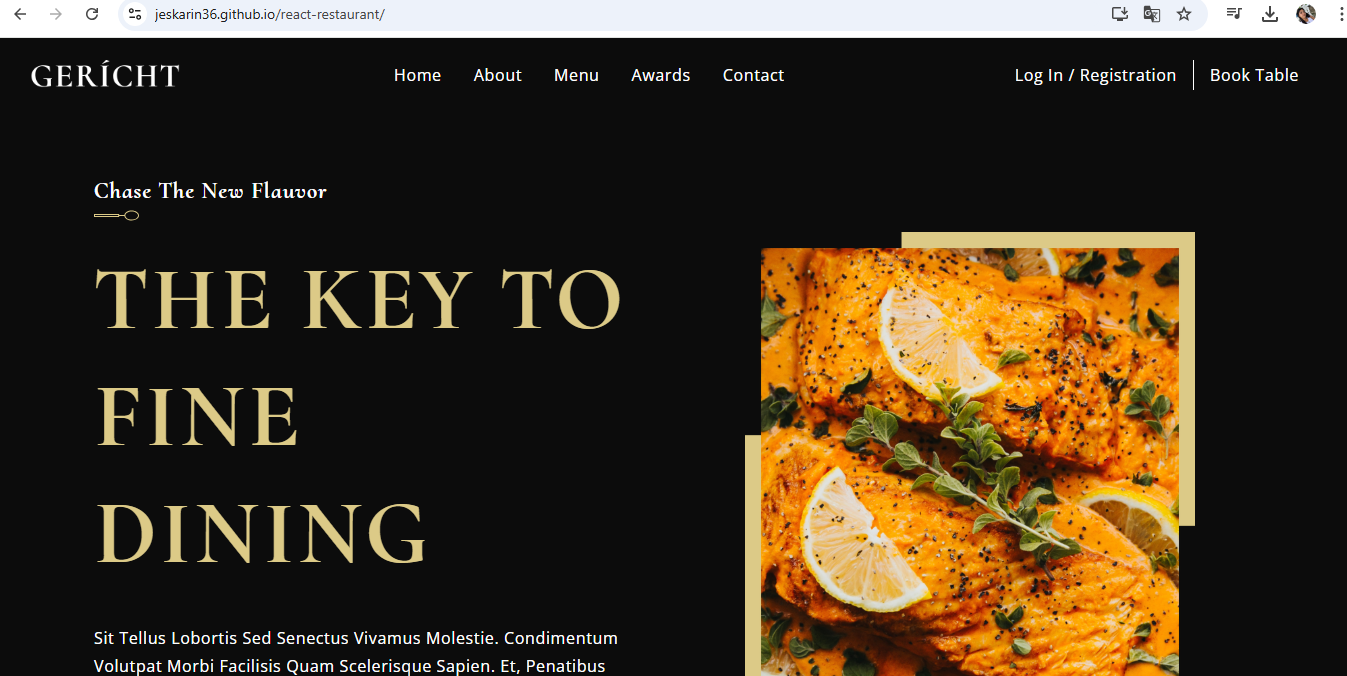 jeskarin36.github.io/react-restaurant/
GERÍCHT
Home About Menu Awards Contact
Log In / Registration Book Table
Chase The New Flauvor
THE KEY TO
FINE
DINING
Sit Tellus Lobortis Sed Senectus Vivamus Molestie. Condimentum
Volutpat Morbi Facilisis Quam Scelerisque Sapien. Et, Penatibus